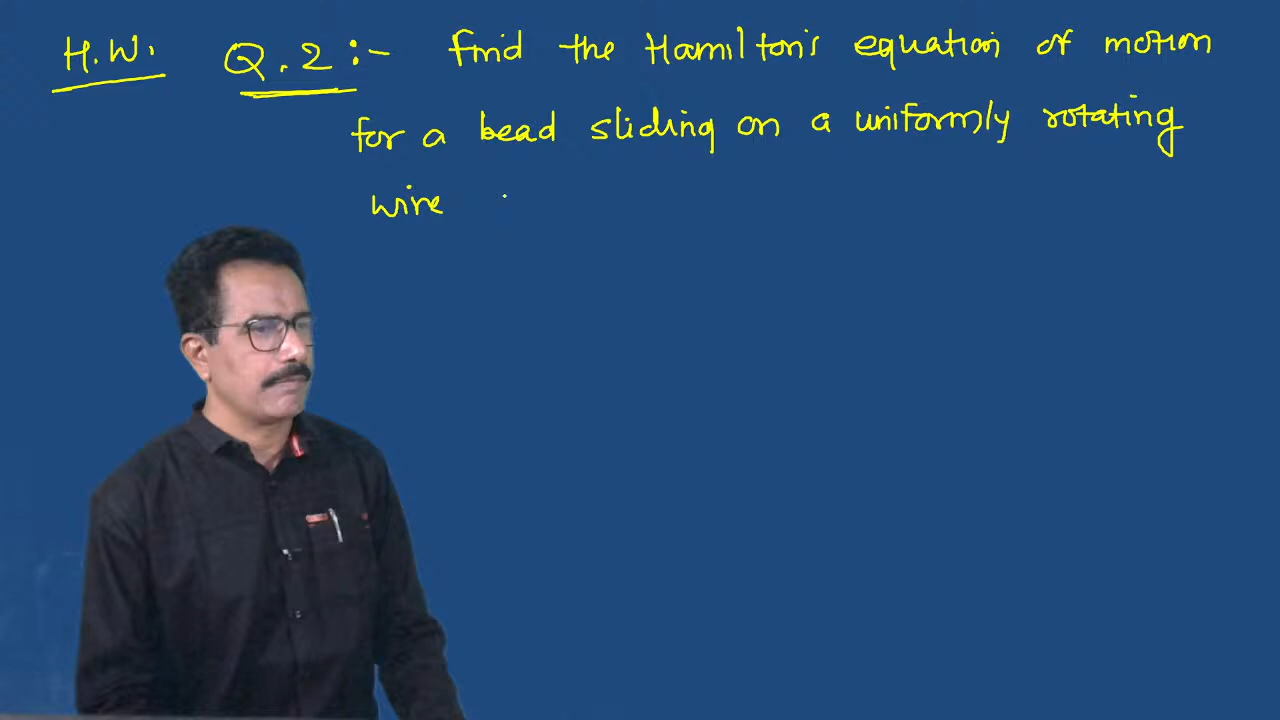 H.W. Q.2 :- Find the Hamilton's equation of motion
for a bead sliding on a uniformly rotating
wire .